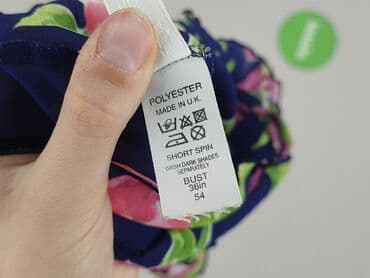 POLYESTER
MADE IN U.K.
SHORT SPIN
WASH DARK SHADES
SEPARATELY
BUST
36in
54